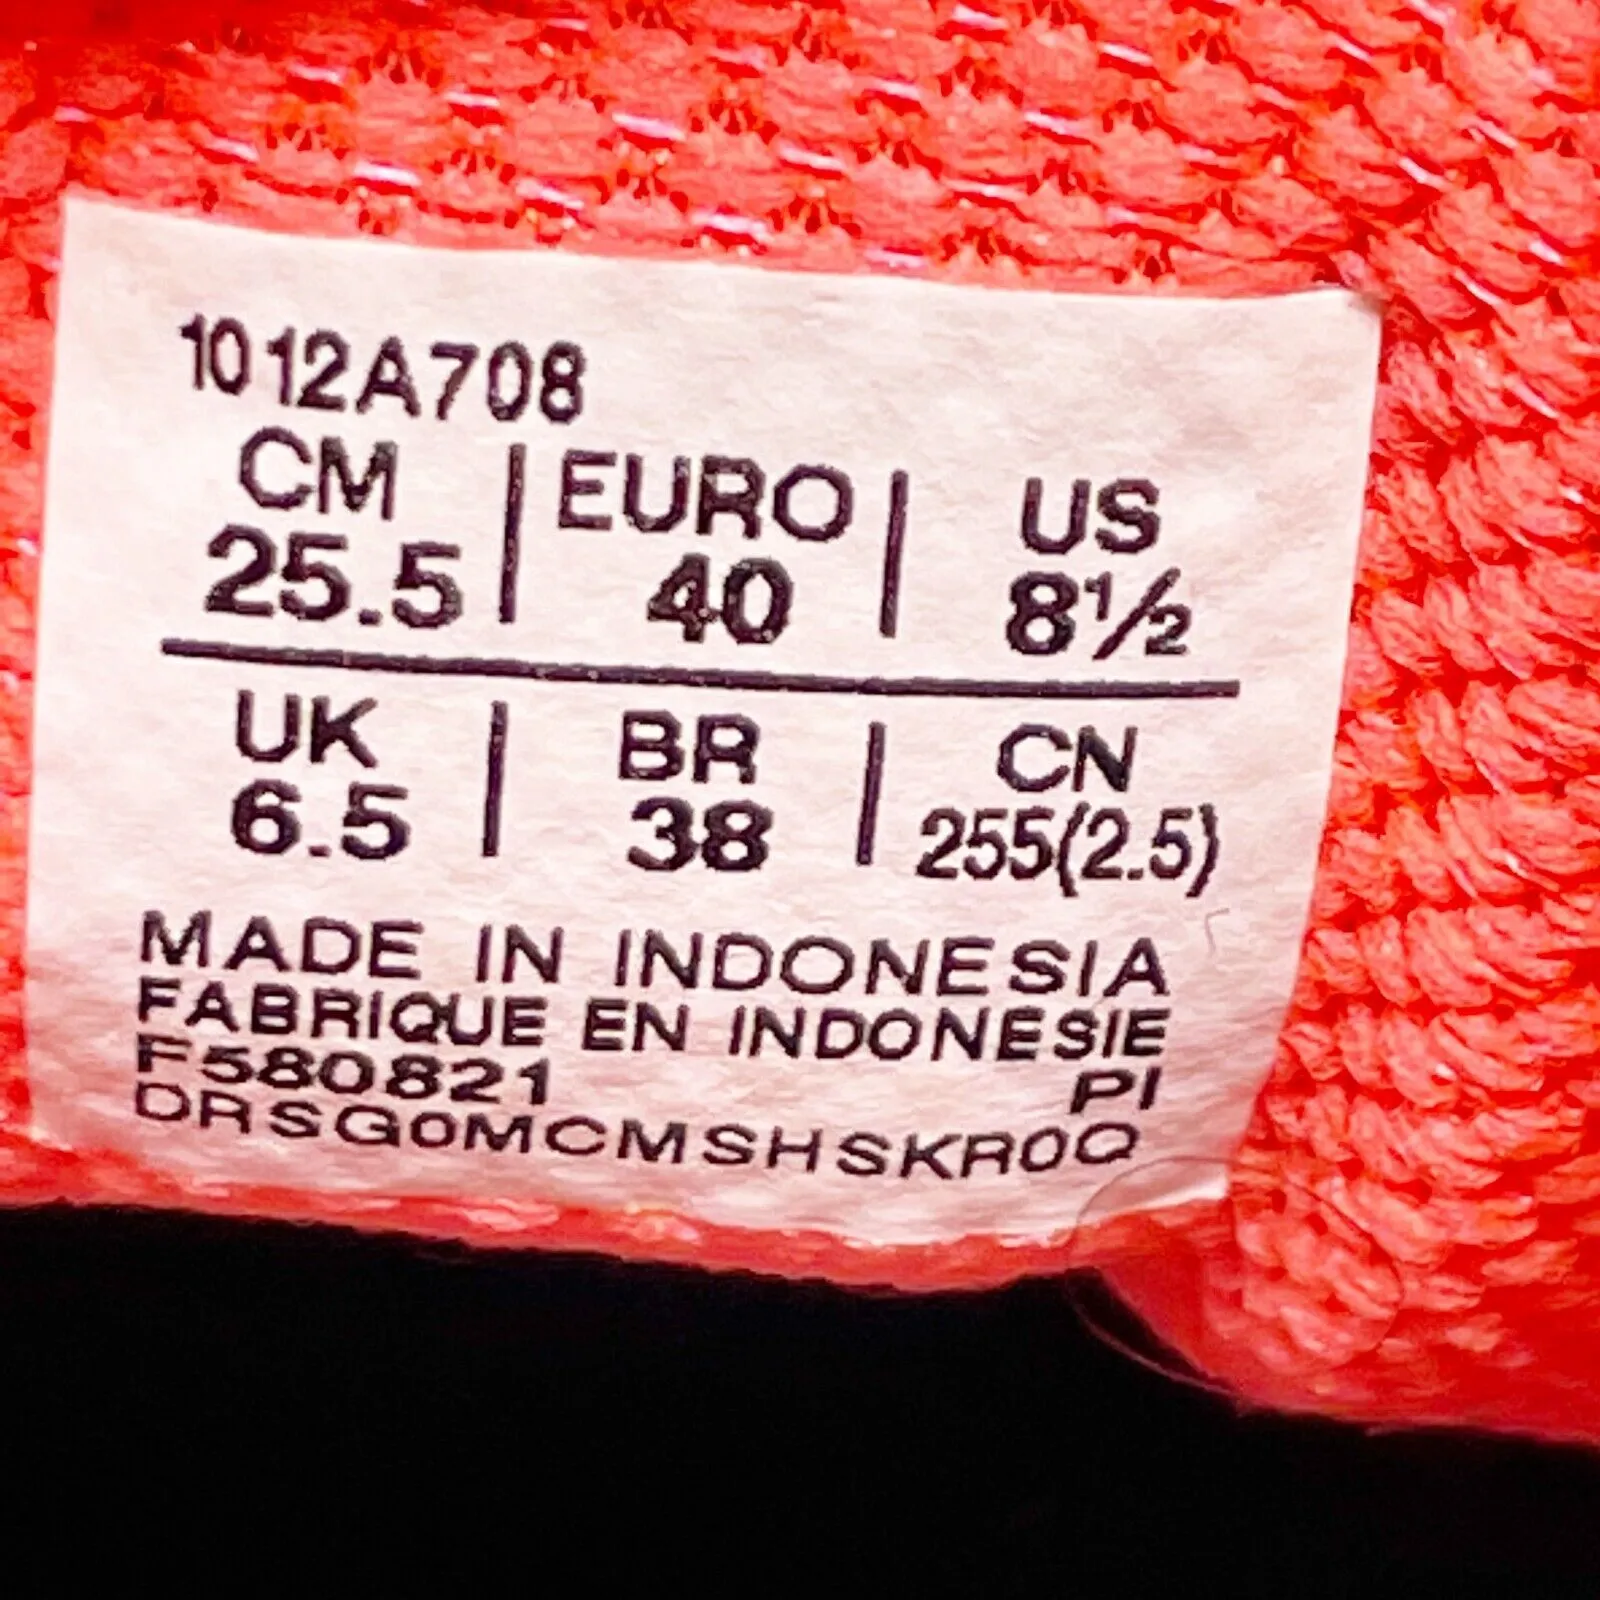 1012A708
CM | EURO | US
25.5 | 40 | 8½
UK | BR | CN
6.5 | 38 | 255(2.5)
MADE IN INDONESIA
FABRIQUE EN INDONESIE
F580821 PI
DRSG0MCMSHSKR0Q